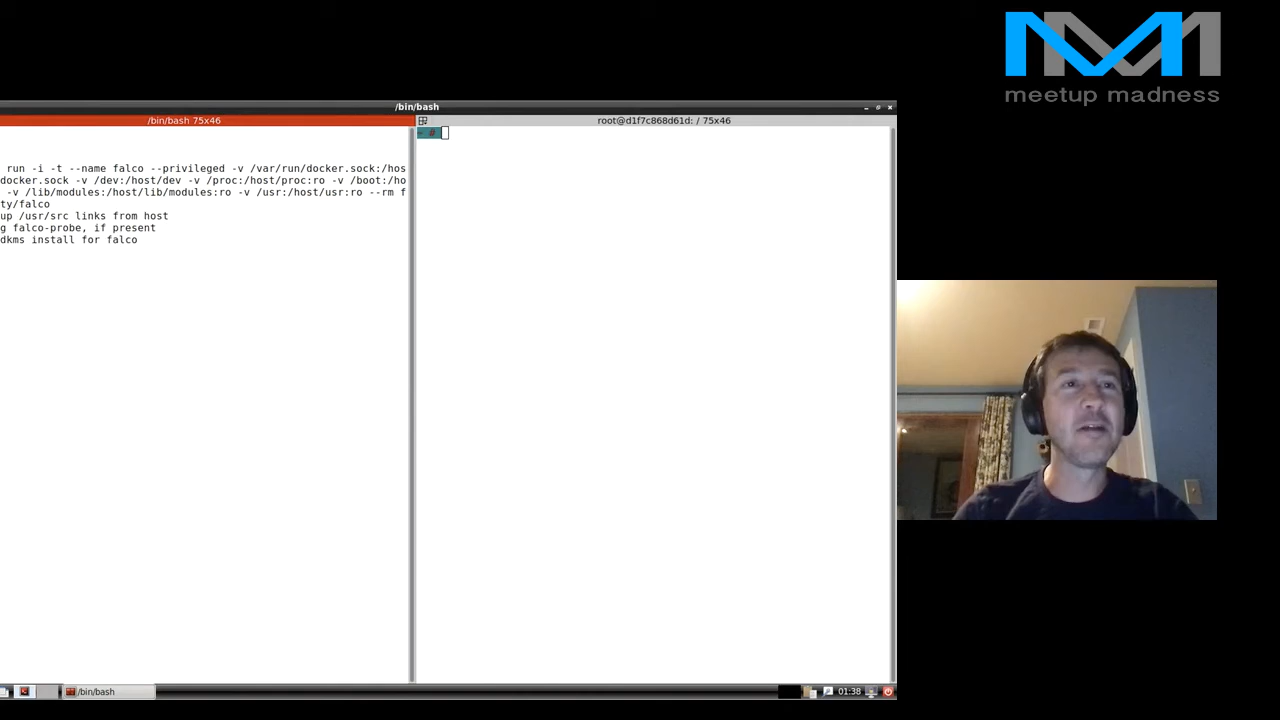 meetup madness
/bin/bash
/bin/bash 75x46
root@d1f7c868d61d: / 75x46
run -i -t --name falco --privileged -v /var/run/docker.sock:/hos
docker.sock -v /dev:/host/dev -v /proc:/host/proc:ro -v /boot:/ho
-v /lib/modules:/host/lib/modules:ro -v /usr:/host/usr:ro --rm f
ty/falco
up /usr/src links from host
g falco-probe, if present
dkms install for falco
#
/bin/bash
01:38